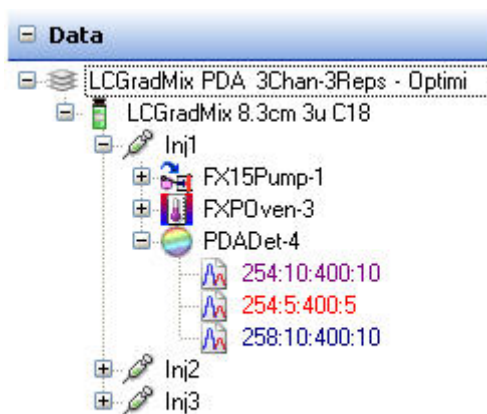 Data
LCGradMix PDA 3Chan-3Reps - Optimi
LCGradMix 8.3cm 3u C18
Inj1
FX15Pump-1
FXPOven-3
PDADet-4
254:10:400:10
254:5:400:5
258:10:400:10
Inj2
Inj3